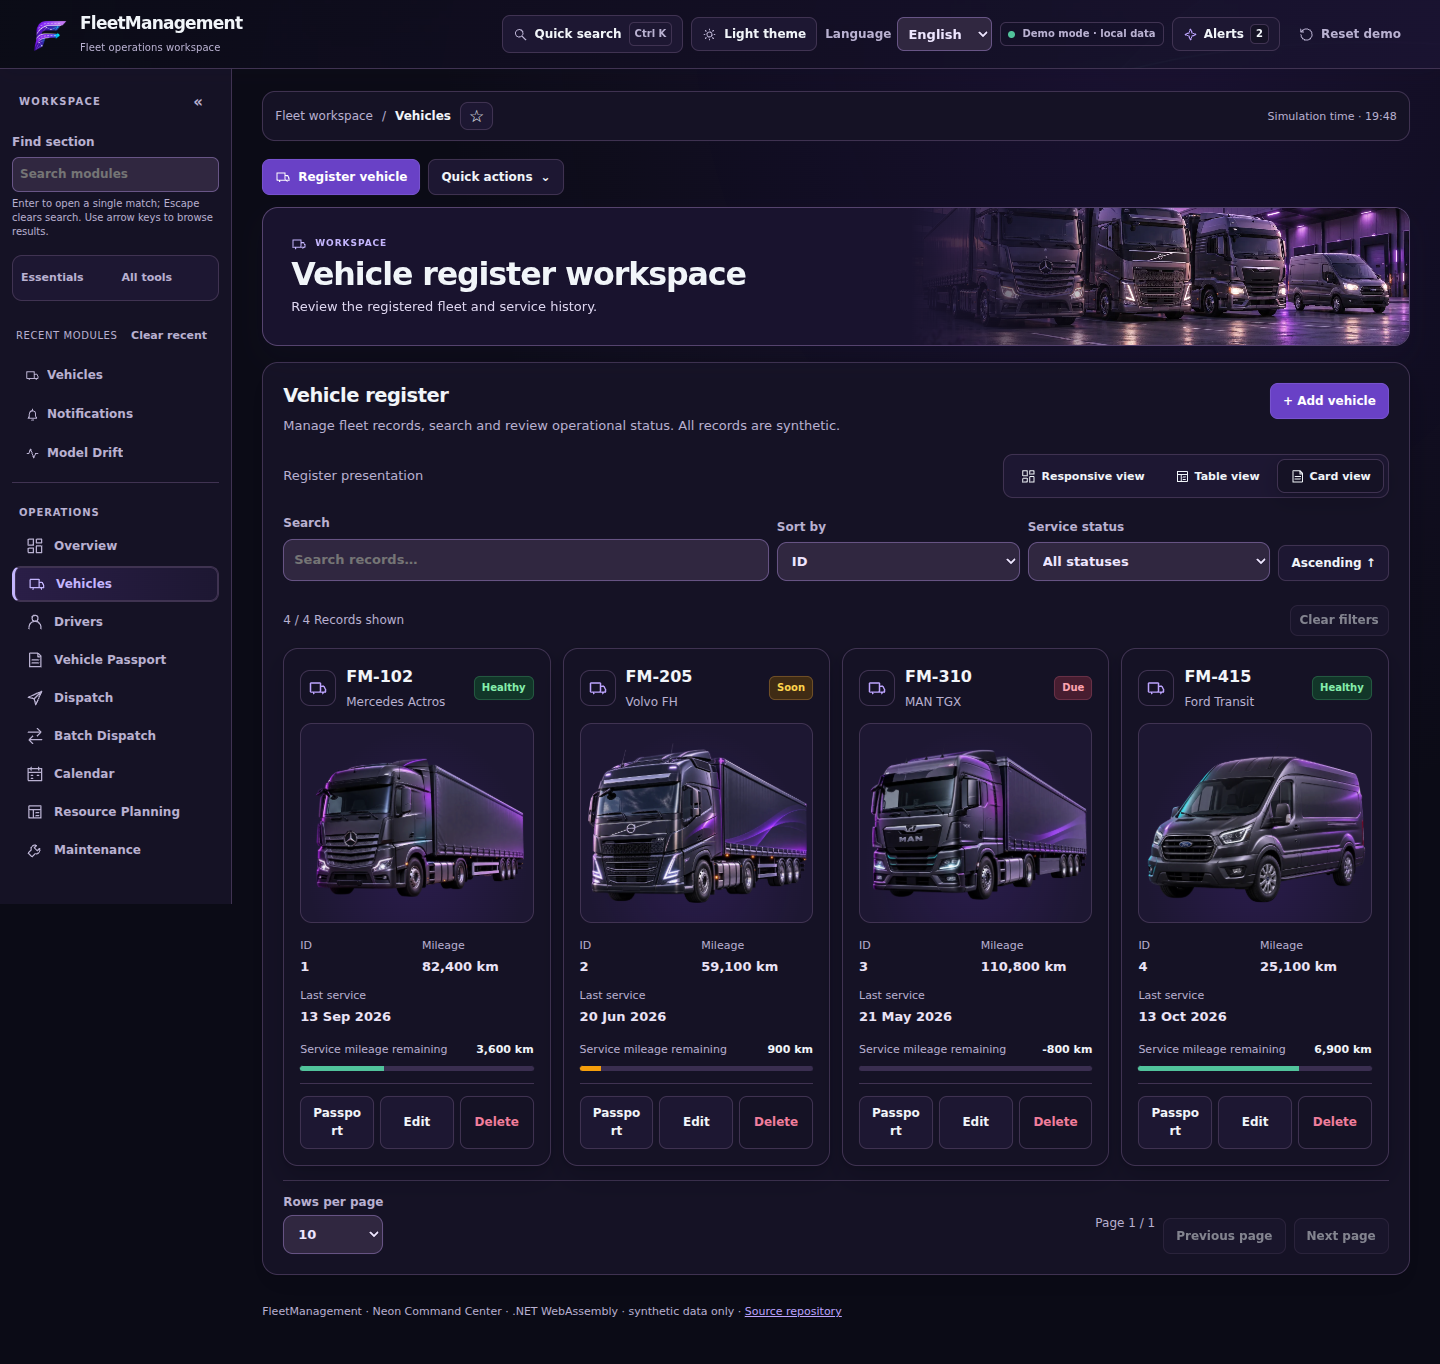 FleetManagement
Fleet operations workspace
Quick search Ctrl K
Light theme
Language English
Demo mode · local data
Alerts 2
Reset demo
WORKSPACE «
Find section
Search modules
Enter to open a single match; Escape
clears search. Use arrow keys to browse
results.
Essentials All tools
RECENT MODULES Clear recent
Vehicles
Notifications
Model Drift
OPERATIONS
Overview
Vehicles
Drivers
Vehicle Passport
Dispatch
Batch Dispatch
Calendar
Resource Planning
Maintenance
Fleet workspace / Vehicles ☆
Simulation time · 19:48
Register vehicle
Quick actions ⌄
WORKSPACE
Vehicle register workspace
Review the registered fleet and service history.
Vehicle register
+ Add vehicle
Manage fleet records, search and review operational status. All records are synthetic.
Register presentation
Responsive view Table view Card view
Search
Search records…
Sort by
ID
Service status
All statuses
Ascending ↑
4 / 4 Records shown
Clear filters
FM-102
Mercedes Actros
Healthy
ID Mileage
1 82,400 km
Last service
13 Sep 2026
Service mileage remaining 3,600 km
Passpo
rt
Edit
Delete
FM-205
Volvo FH
Soon
ID Mileage
2 59,100 km
Last service
20 Jun 2026
Service mileage remaining 900 km
Passpo
rt
Edit
Delete
FM-310
MAN TGX
Due
MAN
ID Mileage
3 110,800 km
Last service
21 May 2026
Service mileage remaining -800 km
Passpo
rt
Edit
Delete
FM-415
Ford Transit
Healthy
ID Mileage
4 25,100 km
Last service
13 Oct 2026
Service mileage remaining 6,900 km
Passpo
rt
Edit
Delete
Rows per page
10
Page 1 / 1
Previous page
Next page
FleetManagement · Neon Command Center · .NET WebAssembly · synthetic data only · Source repository